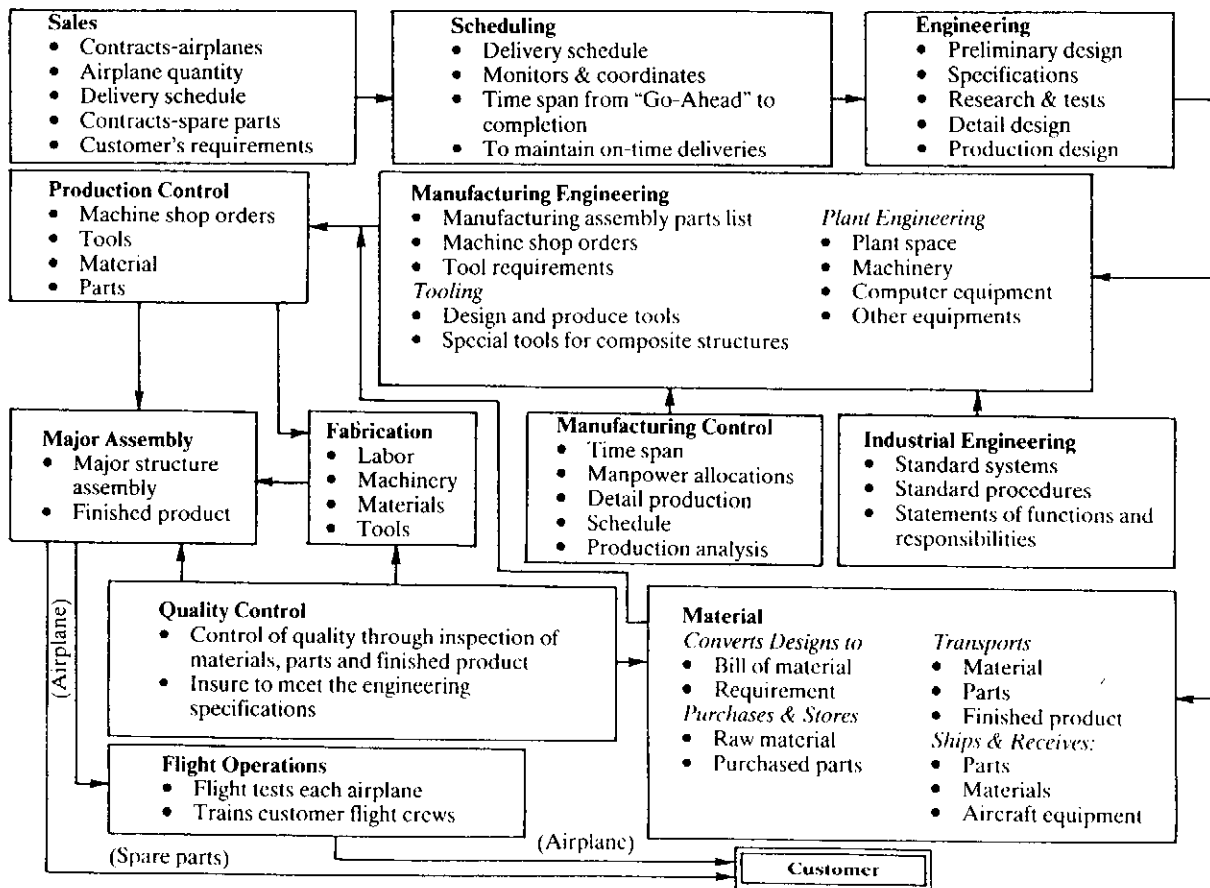 Sales
• Contracts-airplanes
• Airplane quantity
• Delivery schedule
• Contracts-spare parts
• Customer's requirements
Scheduling
• Delivery schedule
• Monitors & coordinates
• Time span from "Go-Ahead" to
completion
• To maintain on-time deliveries
Engineering
• Preliminary design
• Specifications
• Research & tests
• Detail design
• Production design
Production Control
• Machine shop orders
• Tools
• Material
• Parts
Manufacturing Engineering
• Manufacturing assembly parts list
• Machine shop orders
• Tool requirements
Tooling
• Design and produce tools
• Special tools for composite structures
Plant Engineering
• Plant space
• Machinery
• Computer equipment
• Other equipments
Major Assembly
• Major structure
assembly
• Finished product
Fabrication
• Labor
• Machinery
• Materials
• Tools
Manufacturing Control
• Time span
• Manpower allocations
• Detail production
• Schedule
• Production analysis
Industrial Engineering
• Standard systems
• Standard procedures
• Statements of functions and
responsibilities
(Airplane)
Quality Control
• Control of quality through inspection of
materials, parts and finished product
• Insure to meet the engineering
specifications
Material
Converts Designs to
• Bill of material
• Requirement
Purchases & Stores
• Raw material
• Purchased parts
Transports
• Material
• Parts
• Finished product
Ships & Receives:
• Parts
• Materials
• Aircraft equipment
Flight Operations
• Flight tests each airplane
• Trains customer flight crews
(Airplane)
(Spare parts)
Customer